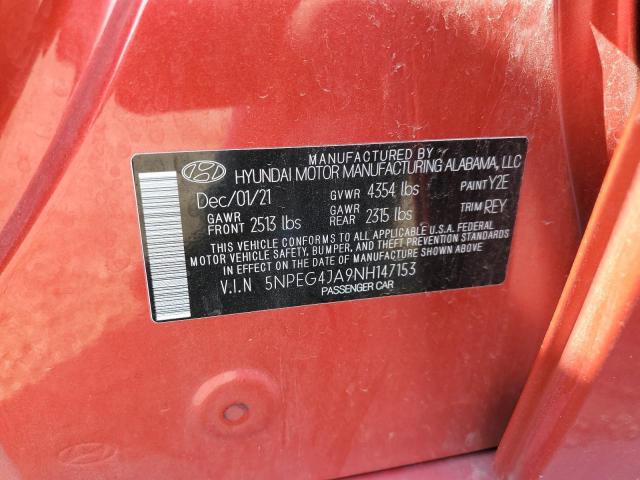 MANUFACTURED BY
HYUNDAI MOTOR MANUFACTURING ALABAMA, LLC
Dec/01/21 GVWR 4354 lbs PAINT Y2E
GAWR FRONT 2513 lbs GAWR REAR 2315 lbs TRIM REY
THIS VEHICLE CONFORMS TO ALL APPLICABLE U.S.A. FEDERAL
MOTOR VEHICLE SAFETY, BUMPER, AND THEFT PREVENTION STANDARDS
IN EFFECT ON THE DATE OF MANUFACTURE SHOWN ABOVE
V.I.N 5NPEG4JA9NH147153
PASSENGER CAR